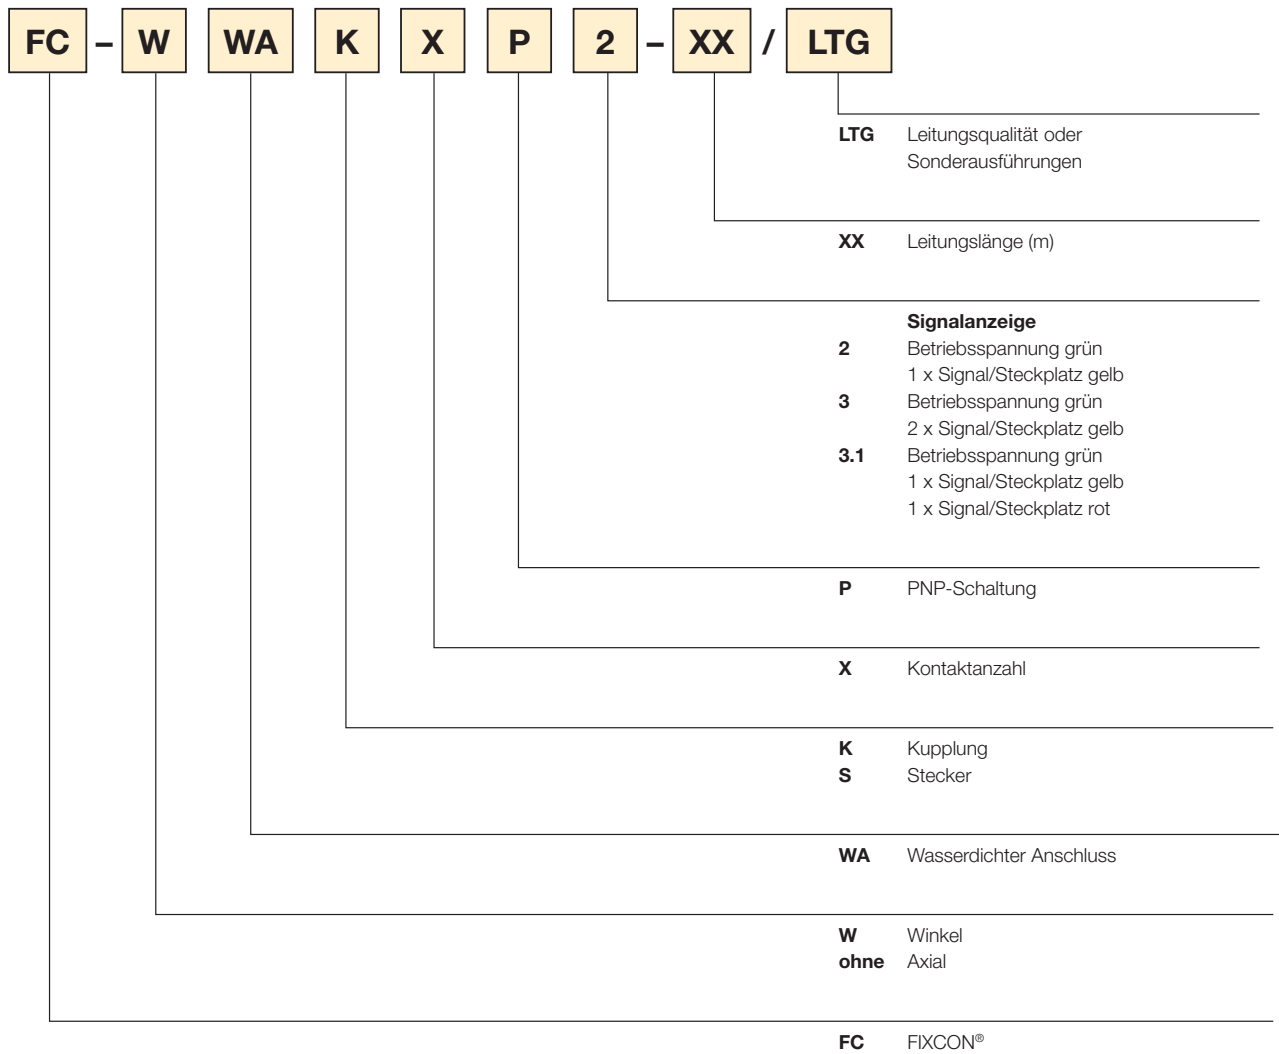 FC – W WA K X P 2 – XX / LTG
LTG Leitungsqualität oder
Sonderausführungen
XX Leitungslänge (m)
Signalanzeige
2 Betriebsspannung grün
1 x Signal/Steckplatz gelb
3 Betriebsspannung grün
2 x Signal/Steckplatz gelb
3.1 Betriebsspannung grün
1 x Signal/Steckplatz gelb
1 x Signal/Steckplatz rot
P PNP-Schaltung
X Kontaktanzahl
K Kupplung
S Stecker
WA Wasserdichter Anschluss
W Winkel
ohne Axial
FC FIXCON®